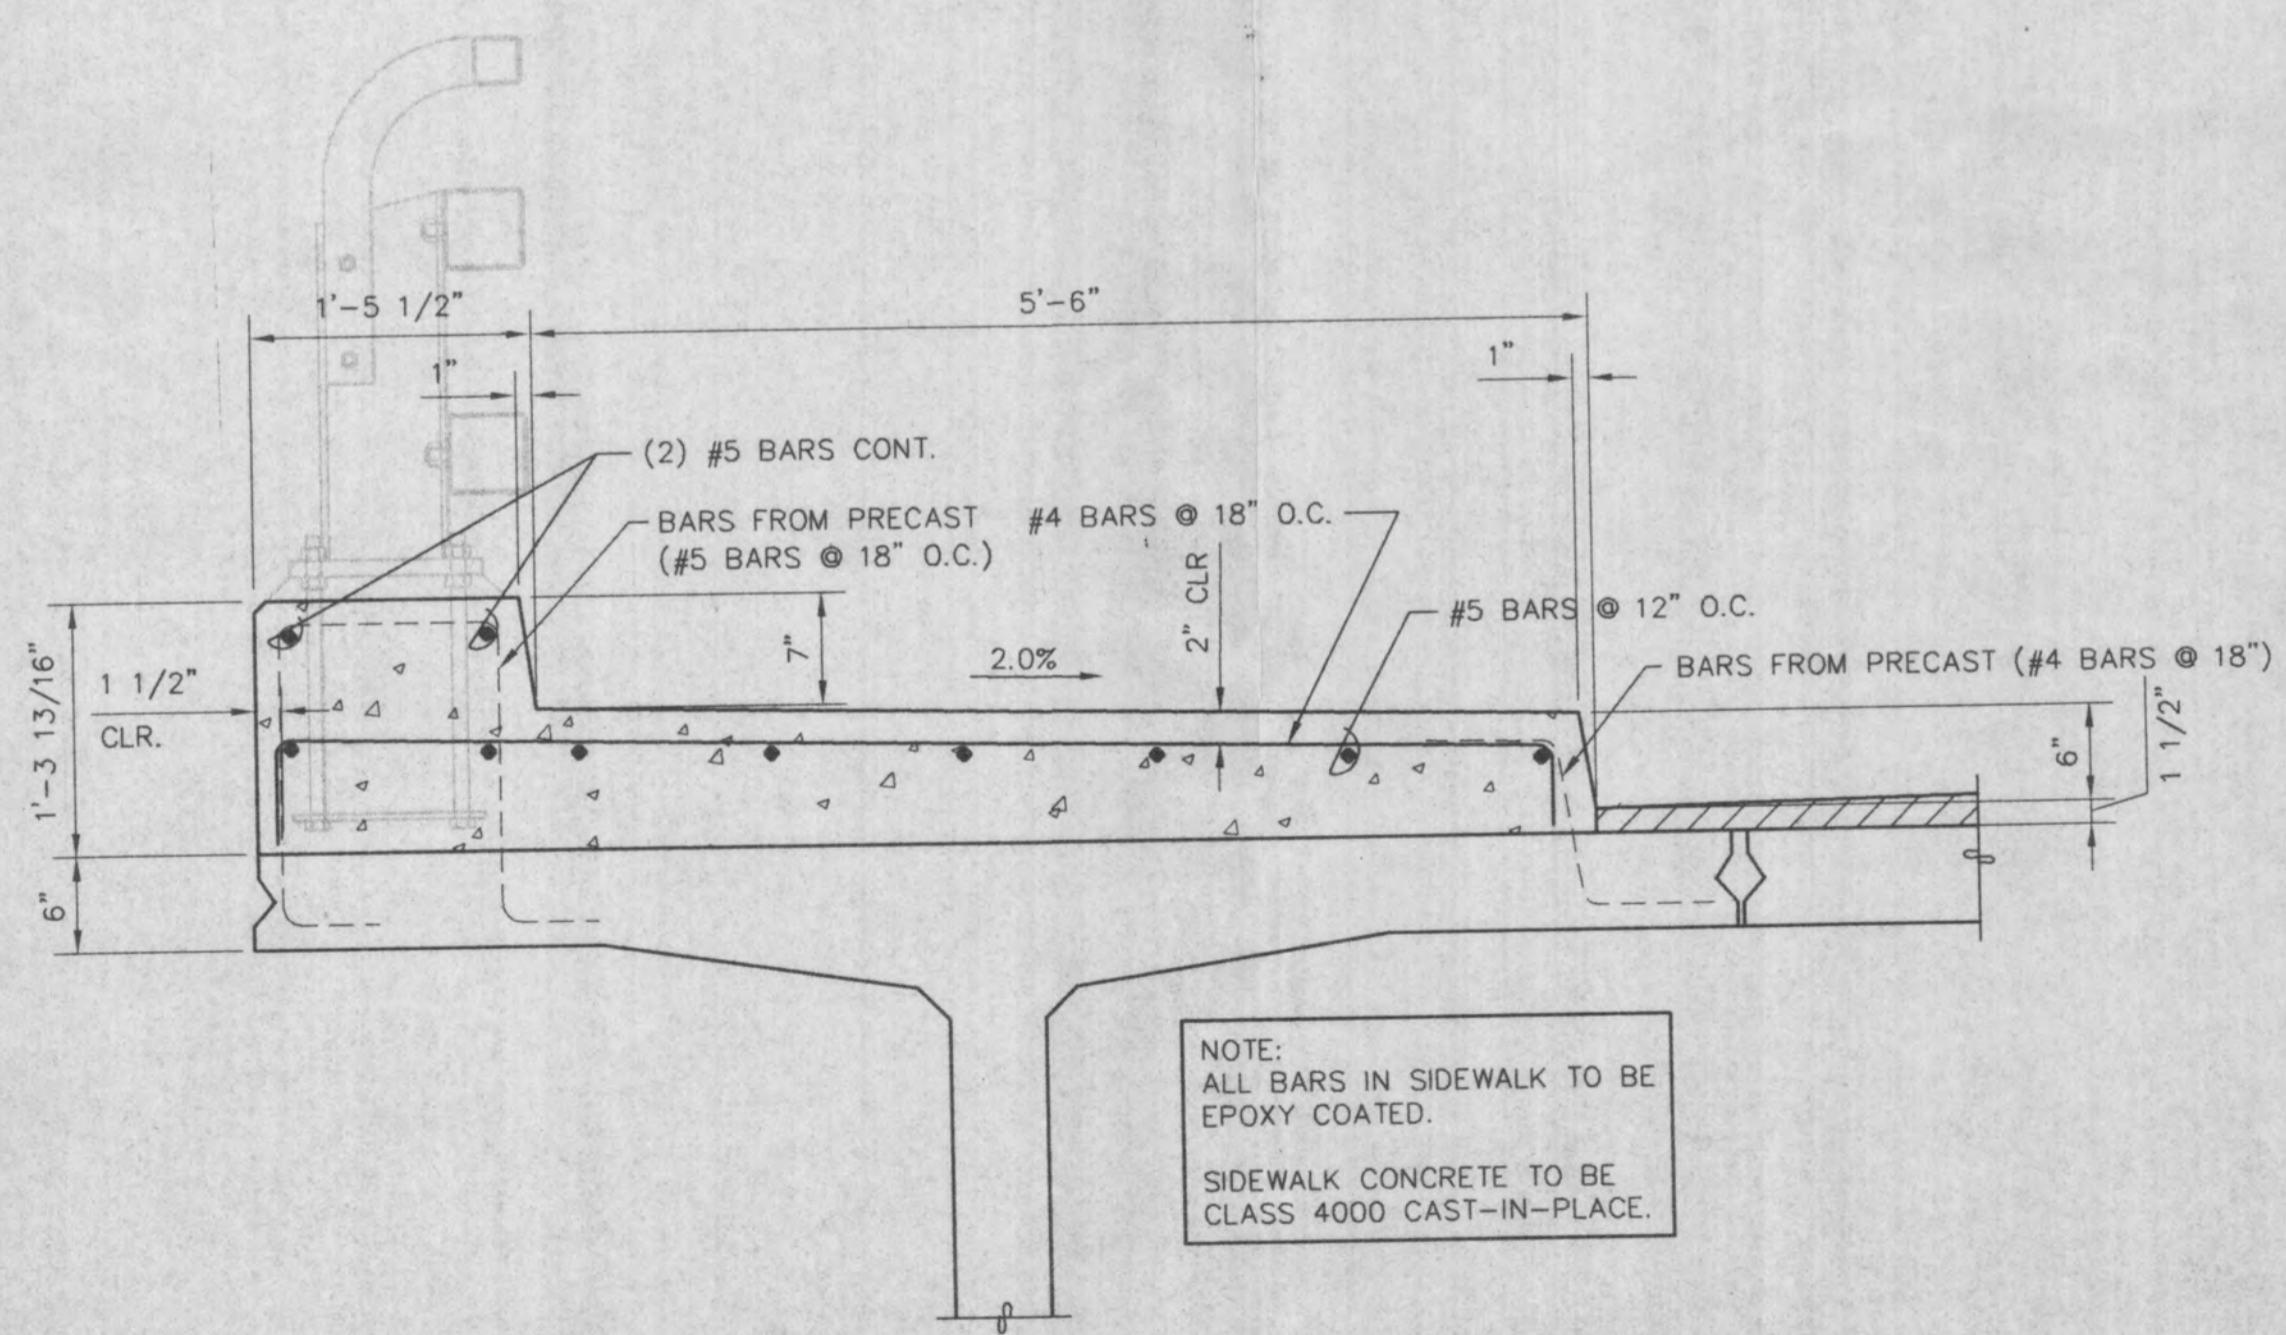 1'-5 1/2"
5'-6"
1"
1"
(2) #5 BARS CONT.
BARS FROM PRECAST
(#5 BARS @ 18" O.C.)
#4 BARS @ 18" O.C.
2" CLR
#5 BARS @ 12" O.C.
BARS FROM PRECAST (#4 BARS @ 18")
7"
2.0%
1'-3 13/16"
1 1/2"
CLR.
6"
1 1/2"
6"
NOTE:
ALL BARS IN SIDEWALK TO BE
EPOXY COATED.
SIDEWALK CONCRETE TO BE
CLASS 4000 CAST-IN-PLACE.